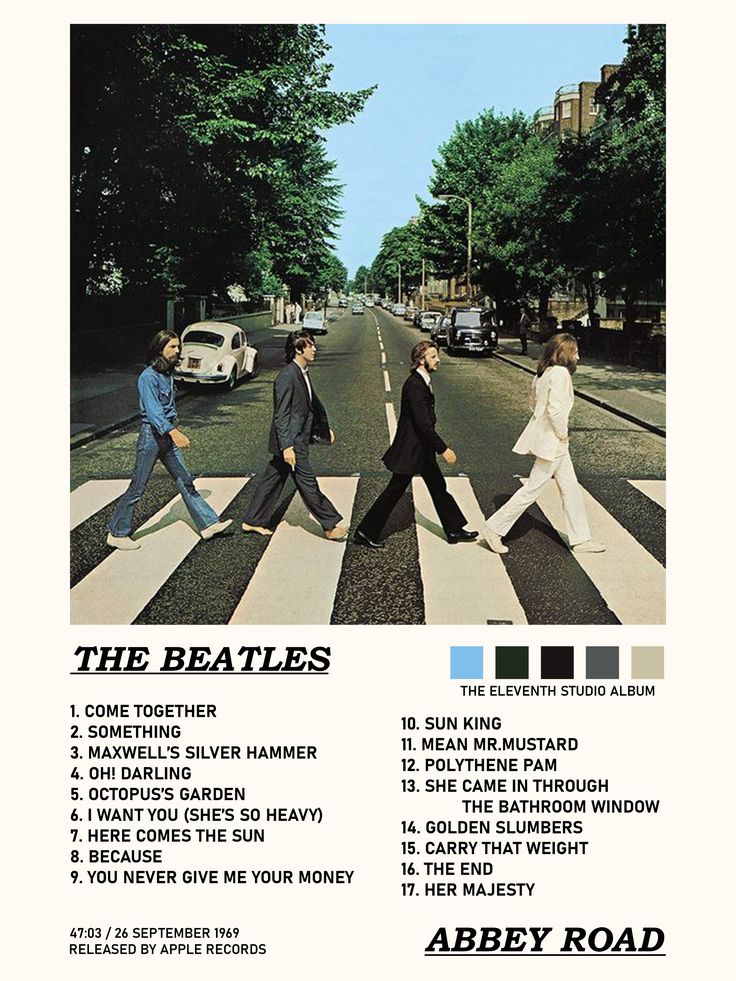 THE BEATLES
THE ELEVENTH STUDIO ALBUM
1. COME TOGETHER
2. SOMETHING
3. MAXWELL'S SILVER HAMMER
4. OH! DARLING
5. OCTOPUS'S GARDEN
6. I WANT YOU (SHE'S SO HEAVY)
7. HERE COMES THE SUN
8. BECAUSE
9. YOU NEVER GIVE ME YOUR MONEY
10. SUN KING
11. MEAN MR.MUSTARD
12. POLYTHENE PAM
13. SHE CAME IN THROUGH
THE BATHROOM WINDOW
14. GOLDEN SLUMBERS
15. CARRY THAT WEIGHT
16. THE END
17. HER MAJESTY
47:03 / 26 SEPTEMBER 1969
RELEASED BY APPLE RECORDS
ABBEY ROAD